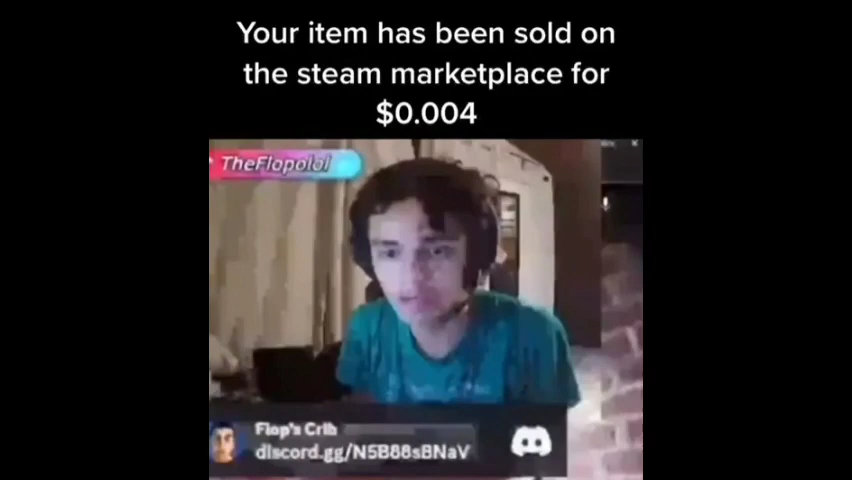 Your item has been sold on
the steam marketplace for
$0.004
TheFlopolol
Flop's Crib
discord.gg/N5B88sBNaV